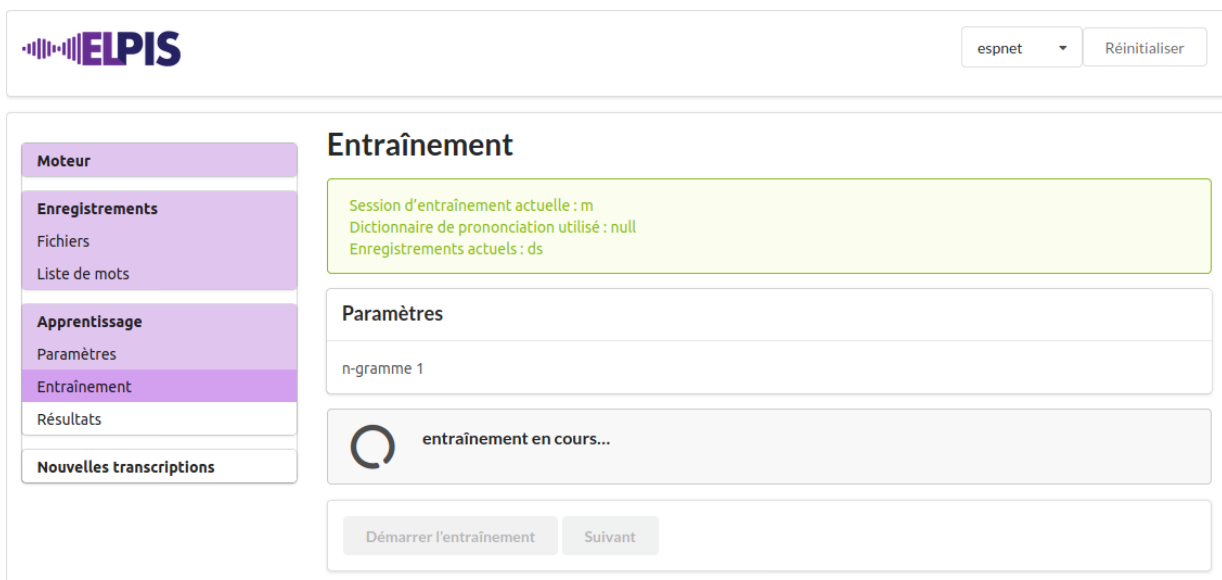 ELPIS
espnet
Réinitialiser
Moteur
Enregistrements
Fichiers
Liste de mots
Apprentissage
Paramètres
Entraînement
Résultats
Nouvelles transcriptions
Entraînement
Session d'entraînement actuelle : m
Dictionnaire de prononciation utilisé : null
Enregistrements actuels : ds
Paramètres
n-gramme 1
entraînement en cours...
Démarrer l'entraînement
Suivant